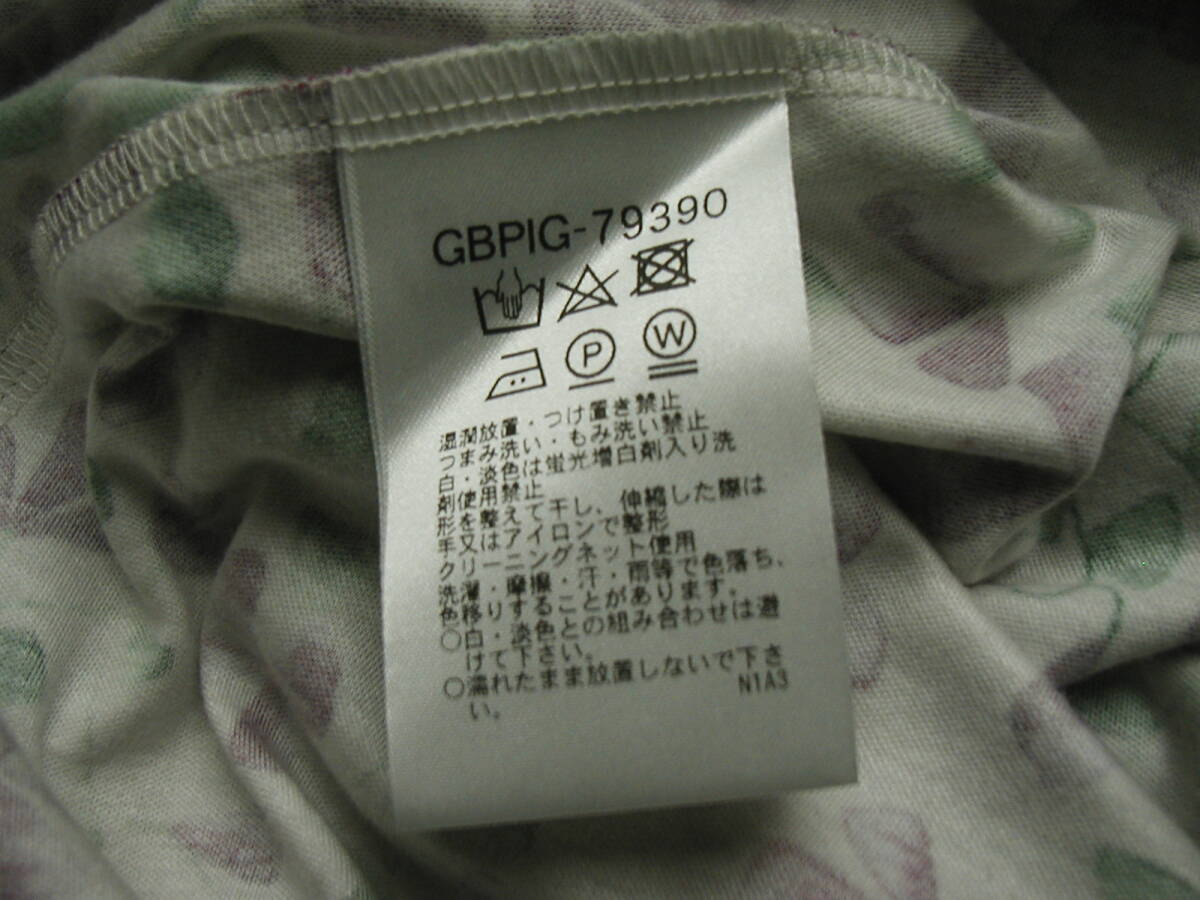 GBPIG-79390
P W
湿潤放置・つけ置き禁止
つまみ洗い・もみ洗い禁止
白・淡色は蛍光増白剤入り洗
剤使用禁止
形を整えて干し、伸縮した際は
手又はアイロンで整形
クリーニングネット使用
洗濯・摩擦・汗・雨等で色落ち、
色移りすることがあります。
○白・淡色との組み合わせは避
けて下さい。
○濡れたまま放置しないで下さ
い。
N1A3